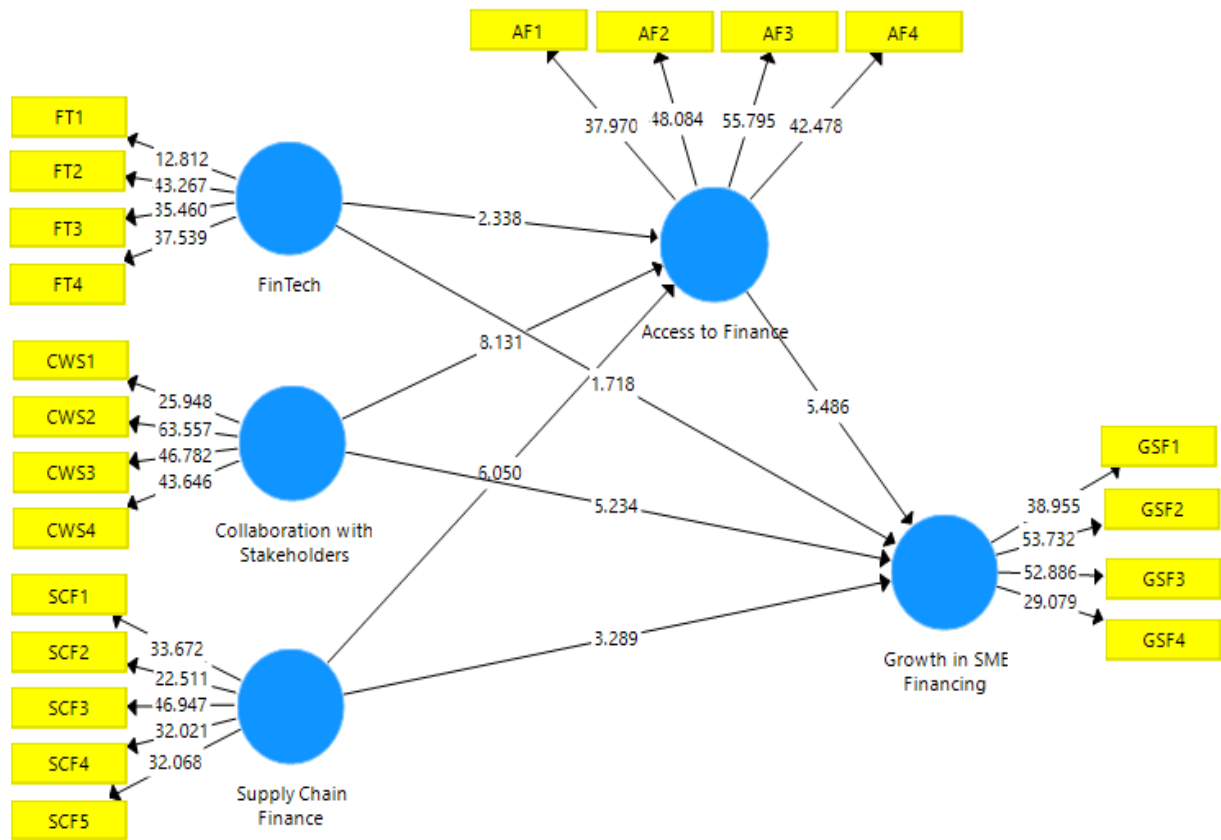 AF1
AF2
AF3
AF4
37.970
48.084
55.795
42.478
FT1
FT2
FT3
FT4
12.812
43.267
35.460
37.539
FinTech
2.338
Access to Finance
CWS1
CWS2
CWS3
CWS4
25.948
63.557
46.782
43.646
Collaboration with
Stakeholders
8.131
1.718
5.486
6.050
5.234
SCF1
SCF2
SCF3
SCF4
SCF5
33.672
22.511
46.947
32.021
32.068
Supply Chain
Finance
3.289
Growth in SME
Financing
38.955
53.732
52.886
29.079
GSF1
GSF2
GSF3
GSF4